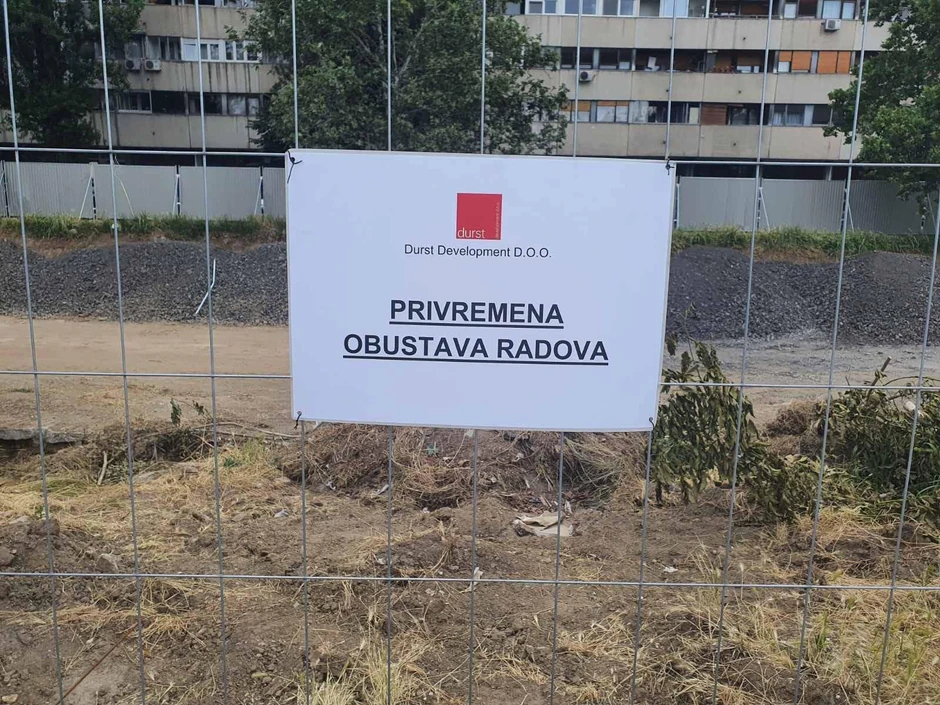 durst
Durst Development D.O.O.
PRIVREMENA
OBUSTAVA RADOVA